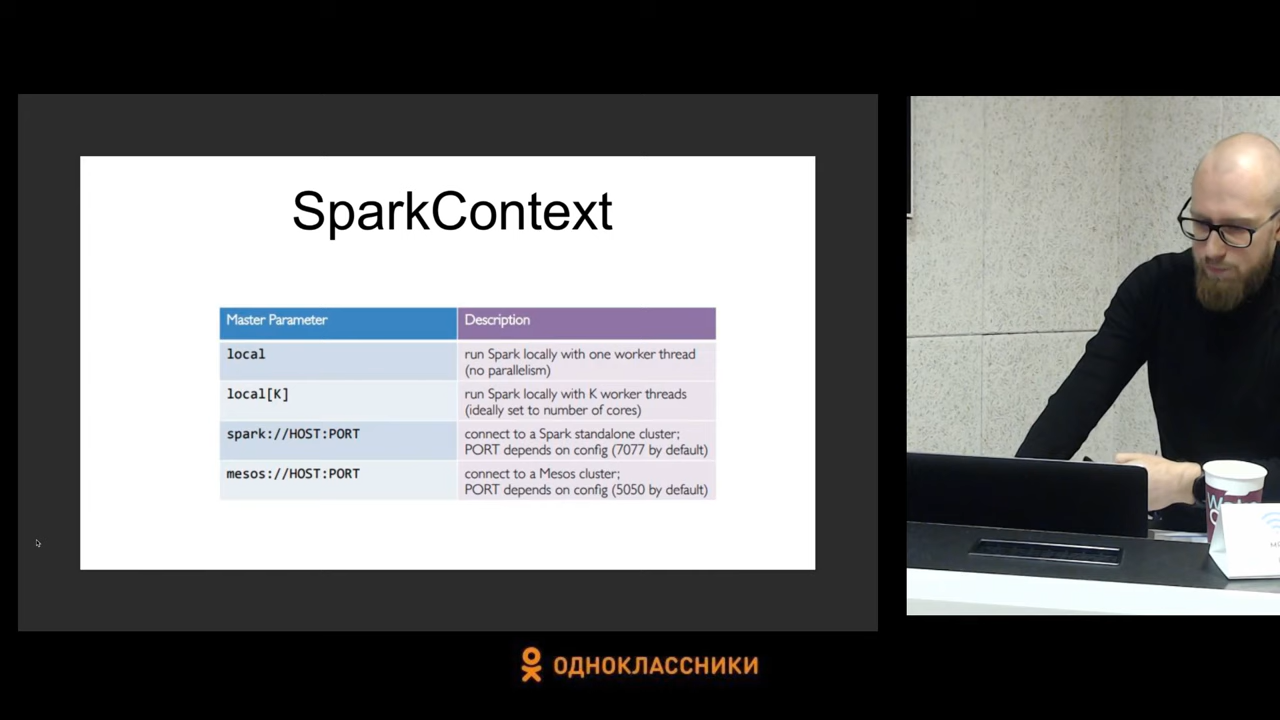 SparkContext
Master Parameter
Description
local
run Spark locally with one worker thread
(no parallelism)
local[K]
run Spark locally with K worker threads
(ideally set to number of cores)
spark://HOST:PORT
connect to a Spark standalone cluster;
PORT depends on config (7077 by default)
mesos://HOST:PORT
connect to a Mesos cluster;
PORT depends on config (5050 by default)
ОДНОКЛАССНИКИ